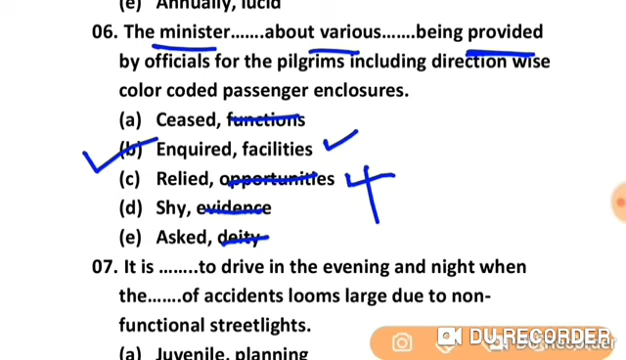 (e) Annually, lucid
06. The minister.......about various.......being provided
by officials for the pilgrims including direction wise
color coded passenger enclosures.
(a) Ceased, functions
(b) Enquired, facilities
(c) Relied, opportunities
(d) Shy, evidence
(e) Asked, deity
07. It is ........to drive in the evening and night when
the.......of accidents looms large due to non-
functional streetlights.
(a) Juvenile, planning
DU RECORDER